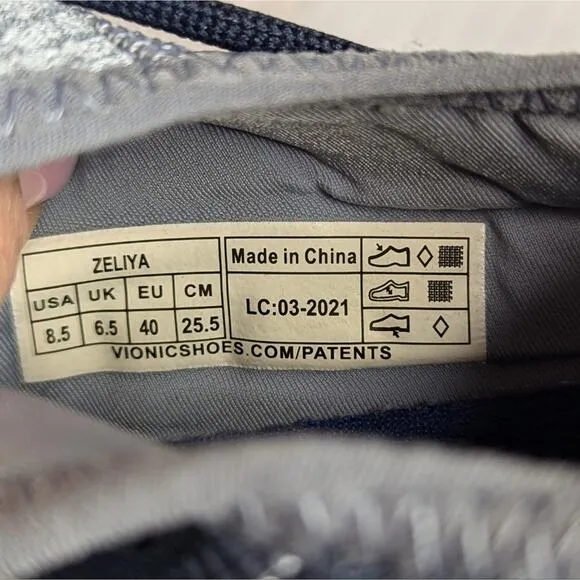 ZELIYA
USA UK EU CM
8.5 6.5 40 25.5
Made in China
LC:03-2021
VIONICSHOES.COM/PATENTS